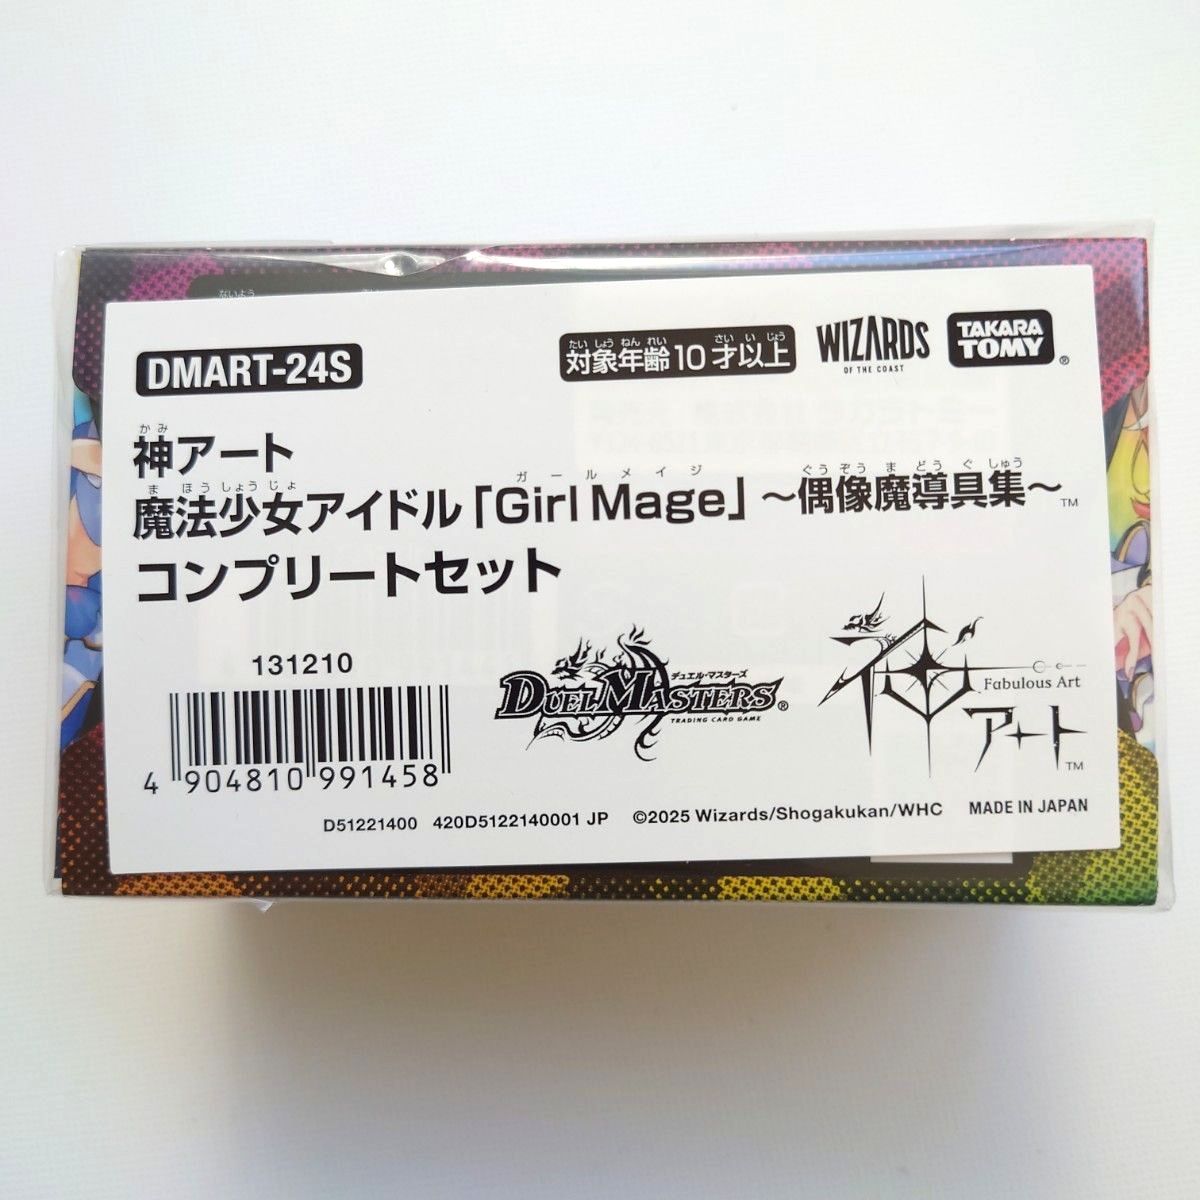 ないよう
DMART-24S
たいしょうねんれい さいいじょう
対象年齢10才以上
WIZARDS
OF THE COAST
TAKARA
TOMY®
かみ
神アート
まほうしょうじょ ガールメイジ ぐうぞうまどうぐしゅう
魔法少女アイドル「Girl Mage」~偶像魔導具集~™
コンプリートセット
131210
4 904810 991458
デュエル・マスターズ
DUEL MASTERS®
TRADING CARD GAME
神
Fabulous Art
アート™
D51221400 420D5122140001 JP ©2025 Wizards/Shogakukan/WHC MADE IN JAPAN